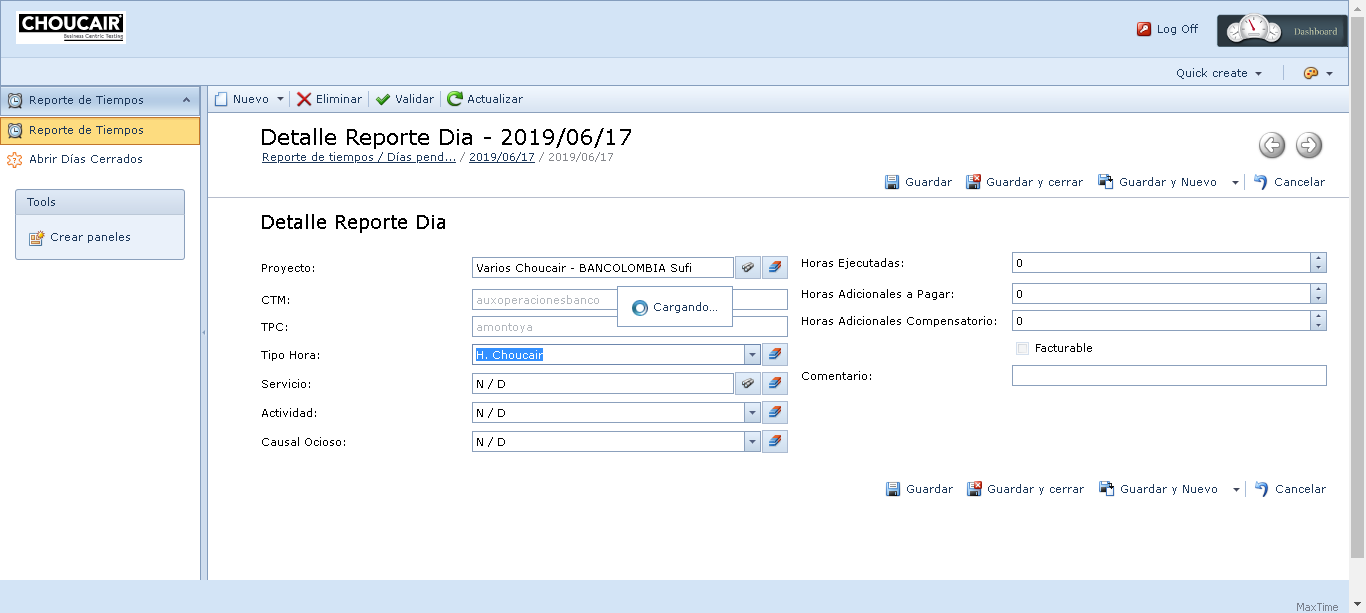 CHOUCAIR
Business Centric Testing
Log Off
Dashboard
Quick create
Reporte de Tiempos
Reporte de Tiempos
Abrir Días Cerrados
Tools
Crear paneles
Nuevo Eliminar Validar Actualizar
Detalle Reporte Dia - 2019/06/17
Reporte de tiempos / Días pend... / 2019/06/17 / 2019/06/17
Guardar Guardar y cerrar Guardar y Nuevo Cancelar
Detalle Reporte Dia
Proyecto: Varios Choucair - BANCOLOMBIA Sufi
CTM: auxoperacionesbanco
TPC: amontoya
Tipo Hora: H. Choucair
Servicio: N / D
Actividad: N / D
Causal Ocioso: N / D
Cargando...
Horas Ejecutadas: 0
Horas Adicionales a Pagar: 0
Horas Adicionales Compensatorio: 0
Facturable
Comentario:
Guardar Guardar y cerrar Guardar y Nuevo Cancelar
MaxTime